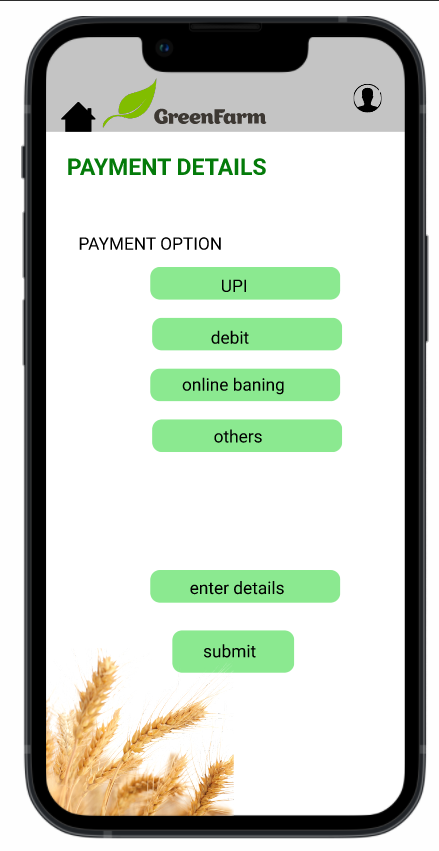 GreenFarm
PAYMENT DETAILS
PAYMENT OPTION
UPI
debit
online baning
others
enter details
submit